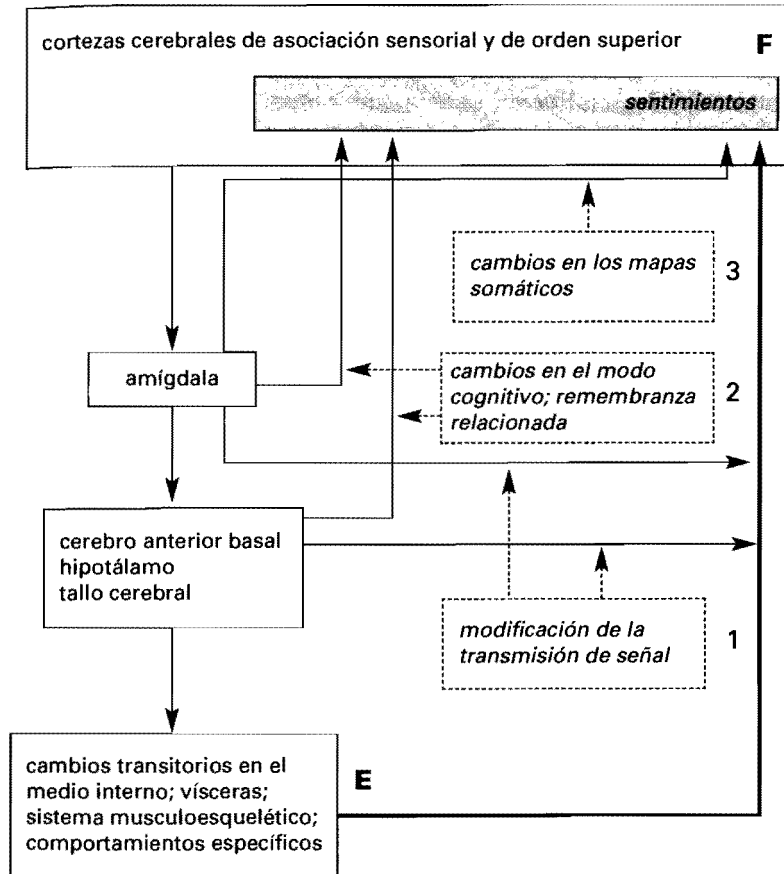 cortezas cerebrales de asociación sensorial y de orden superior F
sentimientos
cambios en los mapas
somáticos
3
amígdala
cambios en el modo
cognitivo; remembranza
relacionada
2
cerebro anterior basal
hipotálamo
tallo cerebral
modificación de la
transmisión de señal
1
cambios transitorios en el
medio interno; vísceras;
sistema musculoesquelético;
comportamientos específicos
E